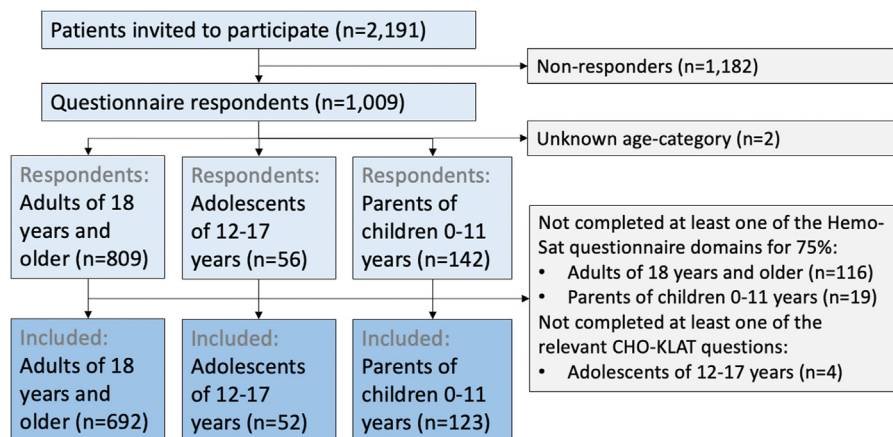 Patients invited to participate (n=2,191)
Non-responders (n=1,182)
Questionnaire respondents (n=1,009)
Unknown age-category (n=2)
Respondents:
Adults of 18
years and
older (n=809)
Respondents:
Adolescents
of 12-17
years (n=56)
Respondents:
Parents of
children 0-11
years (n=142)
Not completed at least one of the Hemo-
Sat questionnaire domains for 75%:
• Adults of 18 years and older (n=116)
• Parents of children 0-11 years (n=19)
Not completed at least one of the
relevant CHO-KLAT questions:
• Adolescents of 12-17 years (n=4)
Included:
Adults of 18
years and
older (n=692)
Included:
Adolescents
of 12-17
years (n=52)
Included:
Parents of
children 0-11
years (n=123)